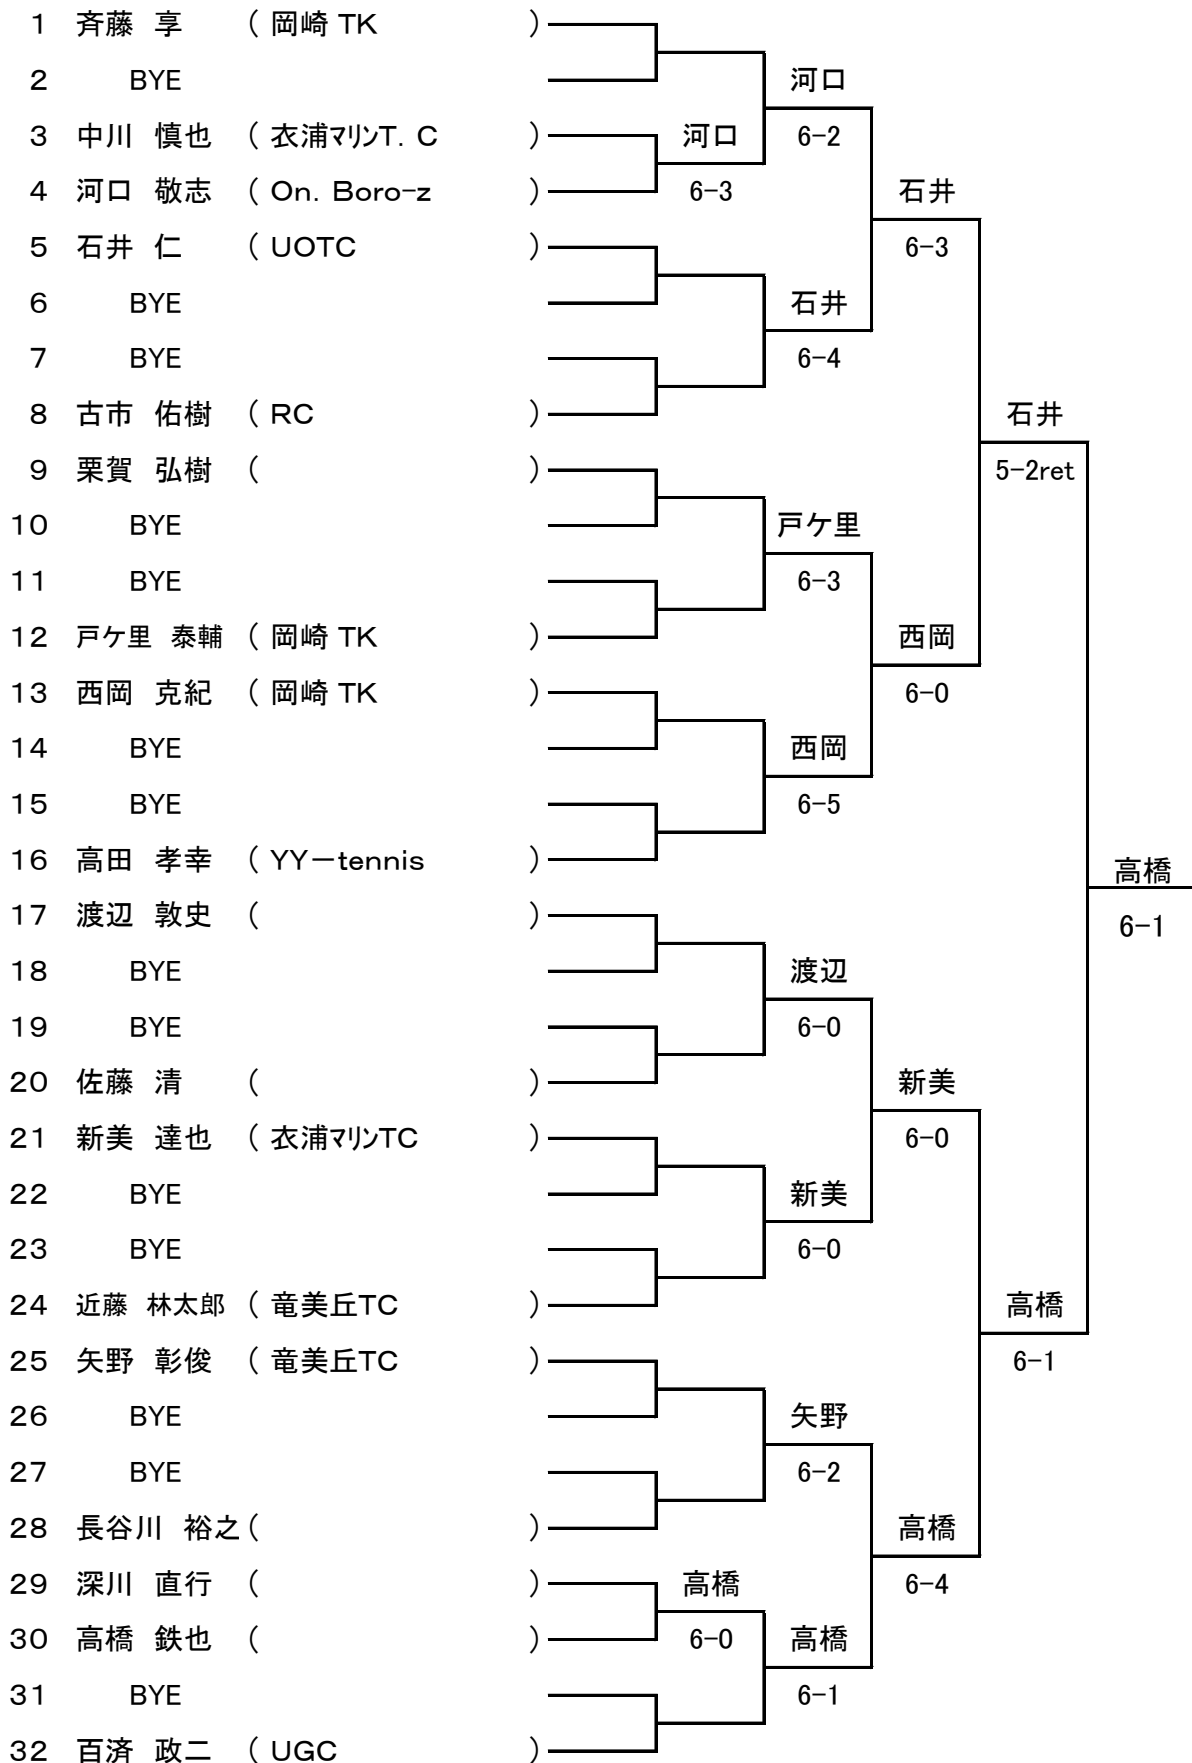 1 斉藤 享 ( 岡崎 TK )
2 BYE 河口
3 中川 慎也 ( 衣浦ﾏﾘﾝT. C ) 河口 6-2
4 河口 敬志 ( On. Boro-z ) 6-3 石井
5 石井 仁 ( UOTC ) 6-3
6 BYE 石井
7 BYE 6-4
8 古市 佑樹 ( RC ) 石井
9 栗賀 弘樹 ( ) 5-2ret
10 BYE 戸ケ里
11 BYE 6-3
12 戸ケ里 泰輔 ( 岡崎 TK ) 西岡
13 西岡 克紀 ( 岡崎 TK ) 6-0
14 BYE 西岡
15 BYE 6-5
16 高田 孝幸 ( YY－tennis ) 高橋
17 渡辺 敦史 ( ) 6-1
18 BYE 渡辺
19 BYE 6-0
20 佐藤 清 ( ) 新美
21 新美 達也 ( 衣浦ﾏﾘﾝTC ) 6-0
22 BYE 新美
23 BYE 6-0
24 近藤 林太郎 ( 竜美丘TC ) 高橋
25 矢野 彰俊 ( 竜美丘TC ) 6-1
26 BYE 矢野
27 BYE 6-2
28 長谷川 裕之 ( ) 高橋
29 深川 直行 ( ) 高橋 6-4
30 高橋 鉄也 ( ) 6-0 高橋
31 BYE 6-1
32 百済 政二 ( UGC )